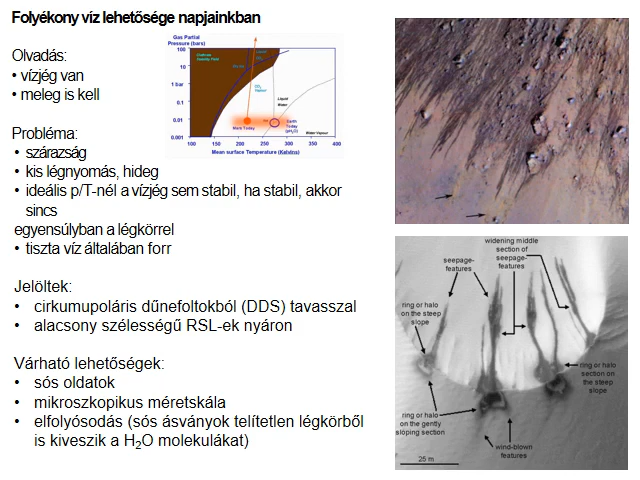 Folyékony víz lehetősége napjainkban
Olvadás:
• vízjég van
• meleg is kell
Probléma:
• szárazság
• kis légnyomás, hideg
• ideális p/T-nél a vízjég sem stabil, ha stabil, akkor
sincs
egyensúlyban a légkörrel
• tiszta víz általában forr
Jelöltek:
• cirkumupoláris dűnefoltokból (DDS) tavasszal
• alacsony szélességű RSL-ek nyáron
Várható lehetőségek:
• sós oldatok
• mikroszkopikus méretskála
• elfolyósodás (sós ásványok telítetlen légkörből
is kiveszik a H2O molekulákat)
Gas Partial
Pressure (bars)
100
10
1 bar
0.1
0.01
0.001
CO2
Vapour
Liquid
Water
Mars Today
Earth
Today
(pH2O)
Water Vapour
100 150 200 250 300 350 400
Mean surface Temperature (Kelvins)
widening middle
section of
seepage-
features
seepage-
features
ring or halo
on the steep
slope
ring or halo
section on
the steep
slope
ring or halo
on the gently
sloping section
wind-blown
features
25 m